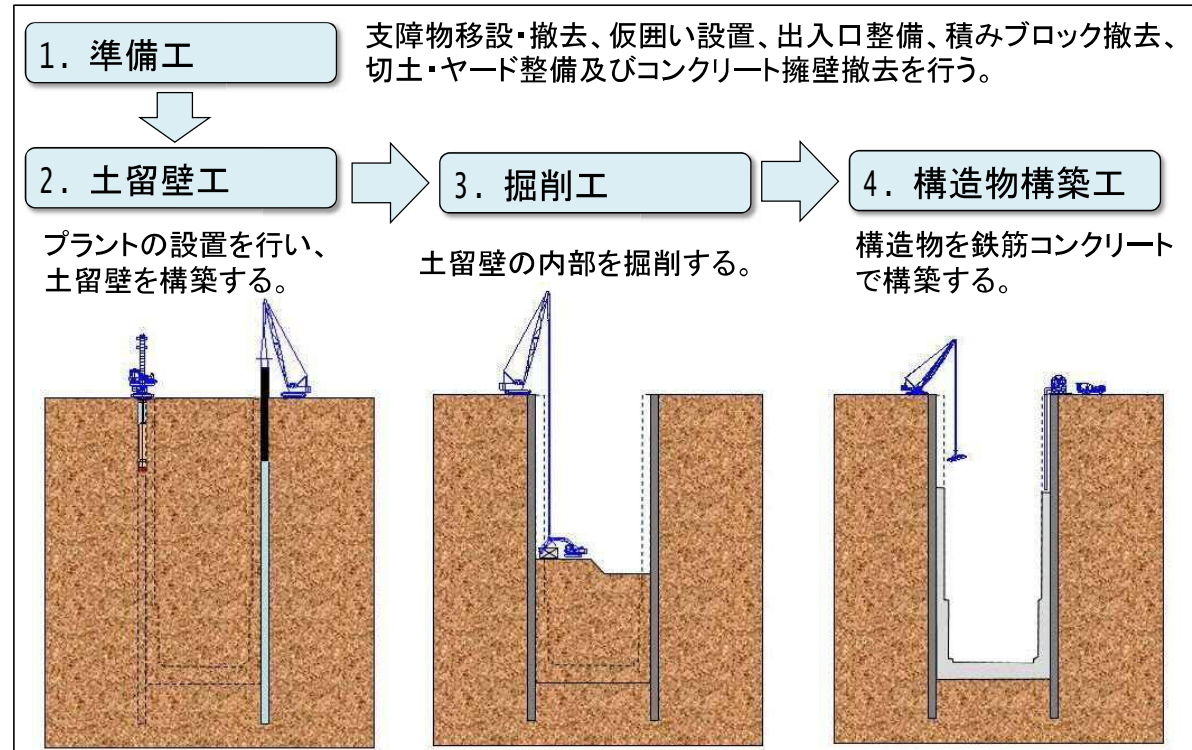 1. 準備工
支障物移設・撤去、仮囲い設置、出入口整備、積みブロック撤去、
切土・ヤード整備及びコンクリート擁壁撤去を行う。
2. 土留壁工
3. 掘削工
4. 構造物構築工
プラントの設置を行い、
土留壁を構築する。
土留壁の内部を掘削する。
構造物を鉄筋コンクリート
で構築する。